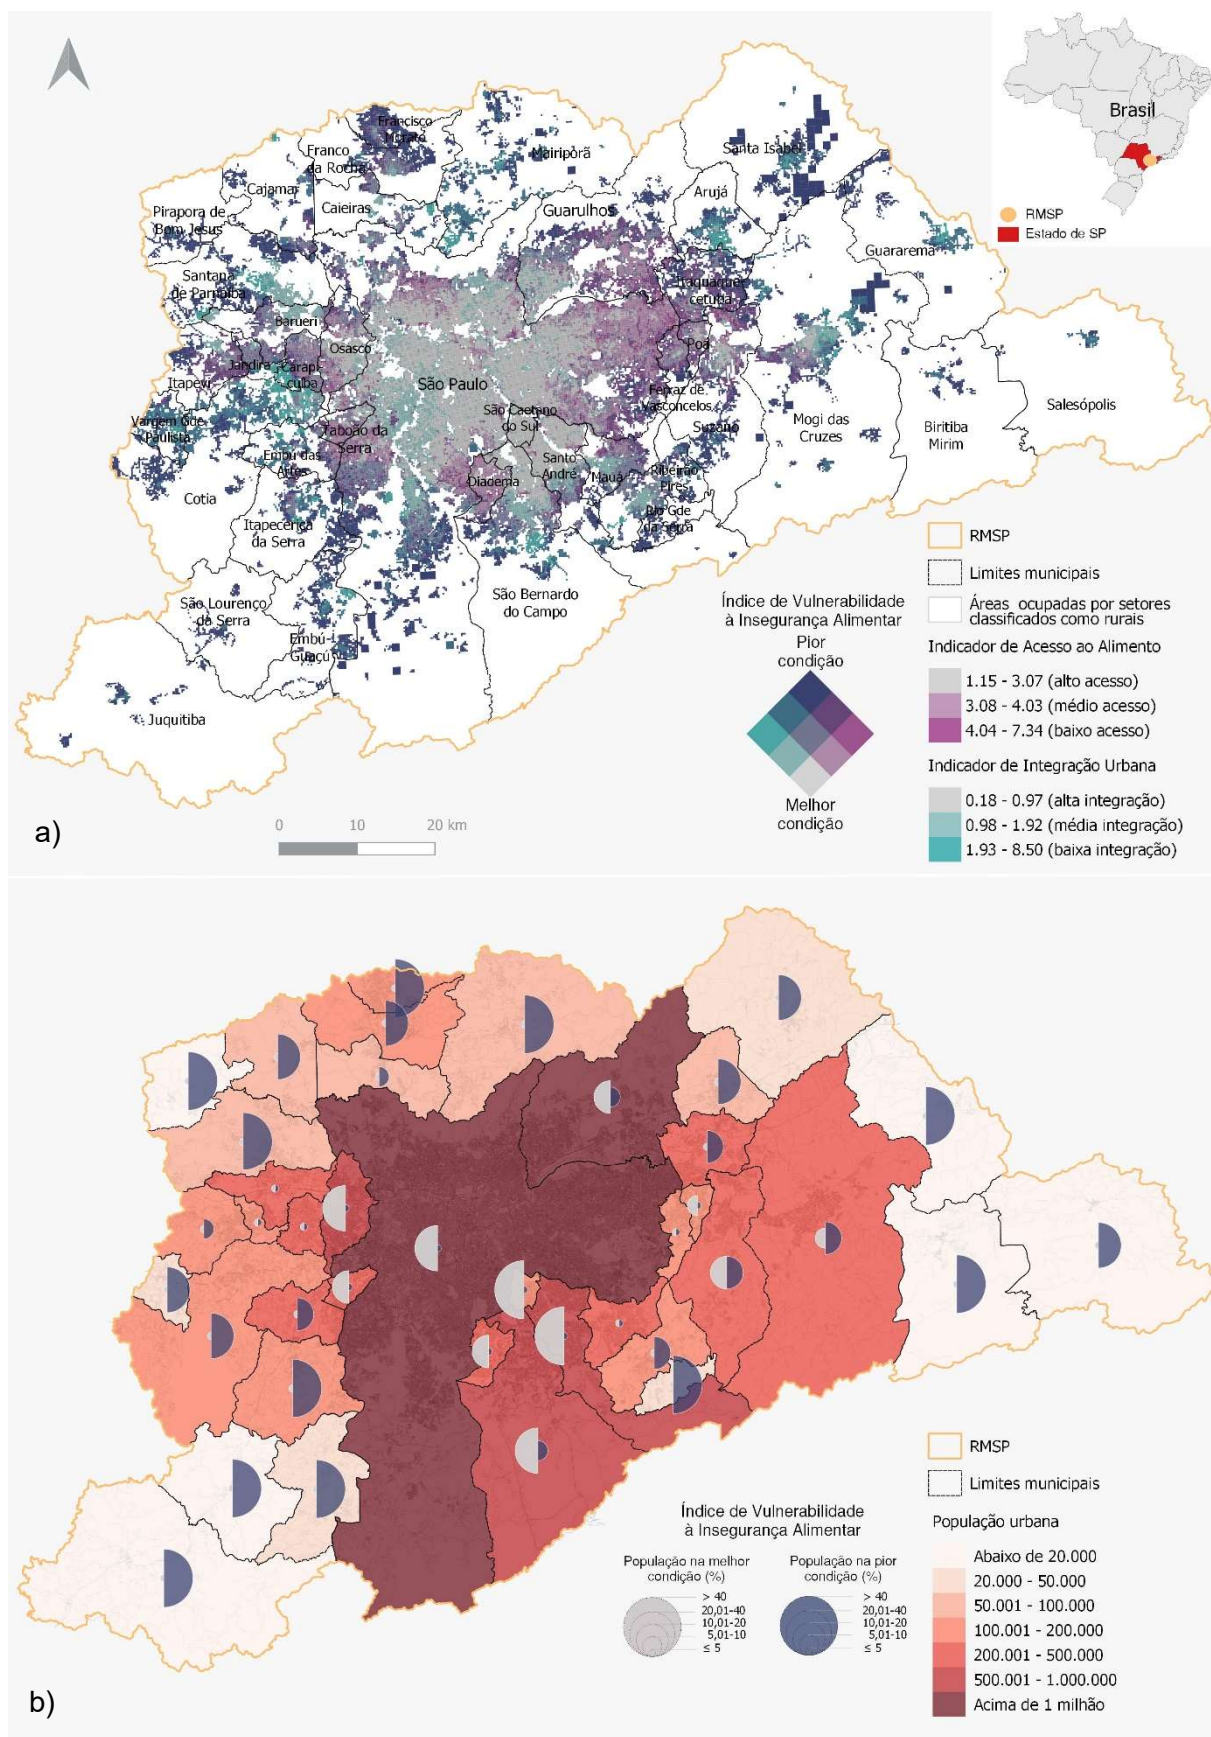 Brasil
RMSP
Estado de SP
Francisco
Morato
Franco
da Rocha
Mairiporã
Santa Isabel
Cajamar
Caieiras
Guarulhos
Arujá
Pirapora de
Bom Jesus
Guararema
Santana
de Parnaíba
Itaquaque
cetuba
Barueri
Osasco
Poá
Jandira
Carapi-
cuiba
Itapevi
São Paulo
Salesópolis
Ferraz de
Vasconcelos
São Caetano
do Sul
Vargem Gde
Paulista
Taboão da
Serra
Suzano
Mogi das
Cruzes
Biritiba
Mirim
Embú das
Artes
Santo
André
Mauá
Ribeirão
Pires
Diadema
Cotia
Rio Gde
da Serra
Itapecerica
da Serra
São Bernardo
do Campo
São Lourenço
da Serra
Embú-
Guaçú
Juquitiba
Índice de Vulnerabilidade
à Insegurança Alimentar
Pior
condição
Melhor
condição
RMSP
Limites municipais
Áreas ocupadas por setores
classificados como rurais
Indicador de Acesso ao Alimento
1.15 - 3.07 (alto acesso)
3.08 - 4.03 (médio acesso)
4.04 - 7.34 (baixo acesso)
Indicador de Integração Urbana
0.18 - 0.97 (alta integração)
0.98 - 1.92 (média integração)
1.93 - 8.50 (baixa integração)
0 10 20 km
a)
RMSP
Limites municipais
Índice de Vulnerabilidade
à Insegurança Alimentar
População na melhor
condição (%)
> 40
20,01-40
10,01-20
5,01-10
≤ 5
População na pior
condição (%)
> 40
20,01-40
10,01-20
5,01-10
≤ 5
População urbana
Abaixo de 20.000
20.000 - 50.000
50.001 - 100.000
100.001 - 200.000
200.001 - 500.000
500.001 - 1.000.000
Acima de 1 milhão
b)